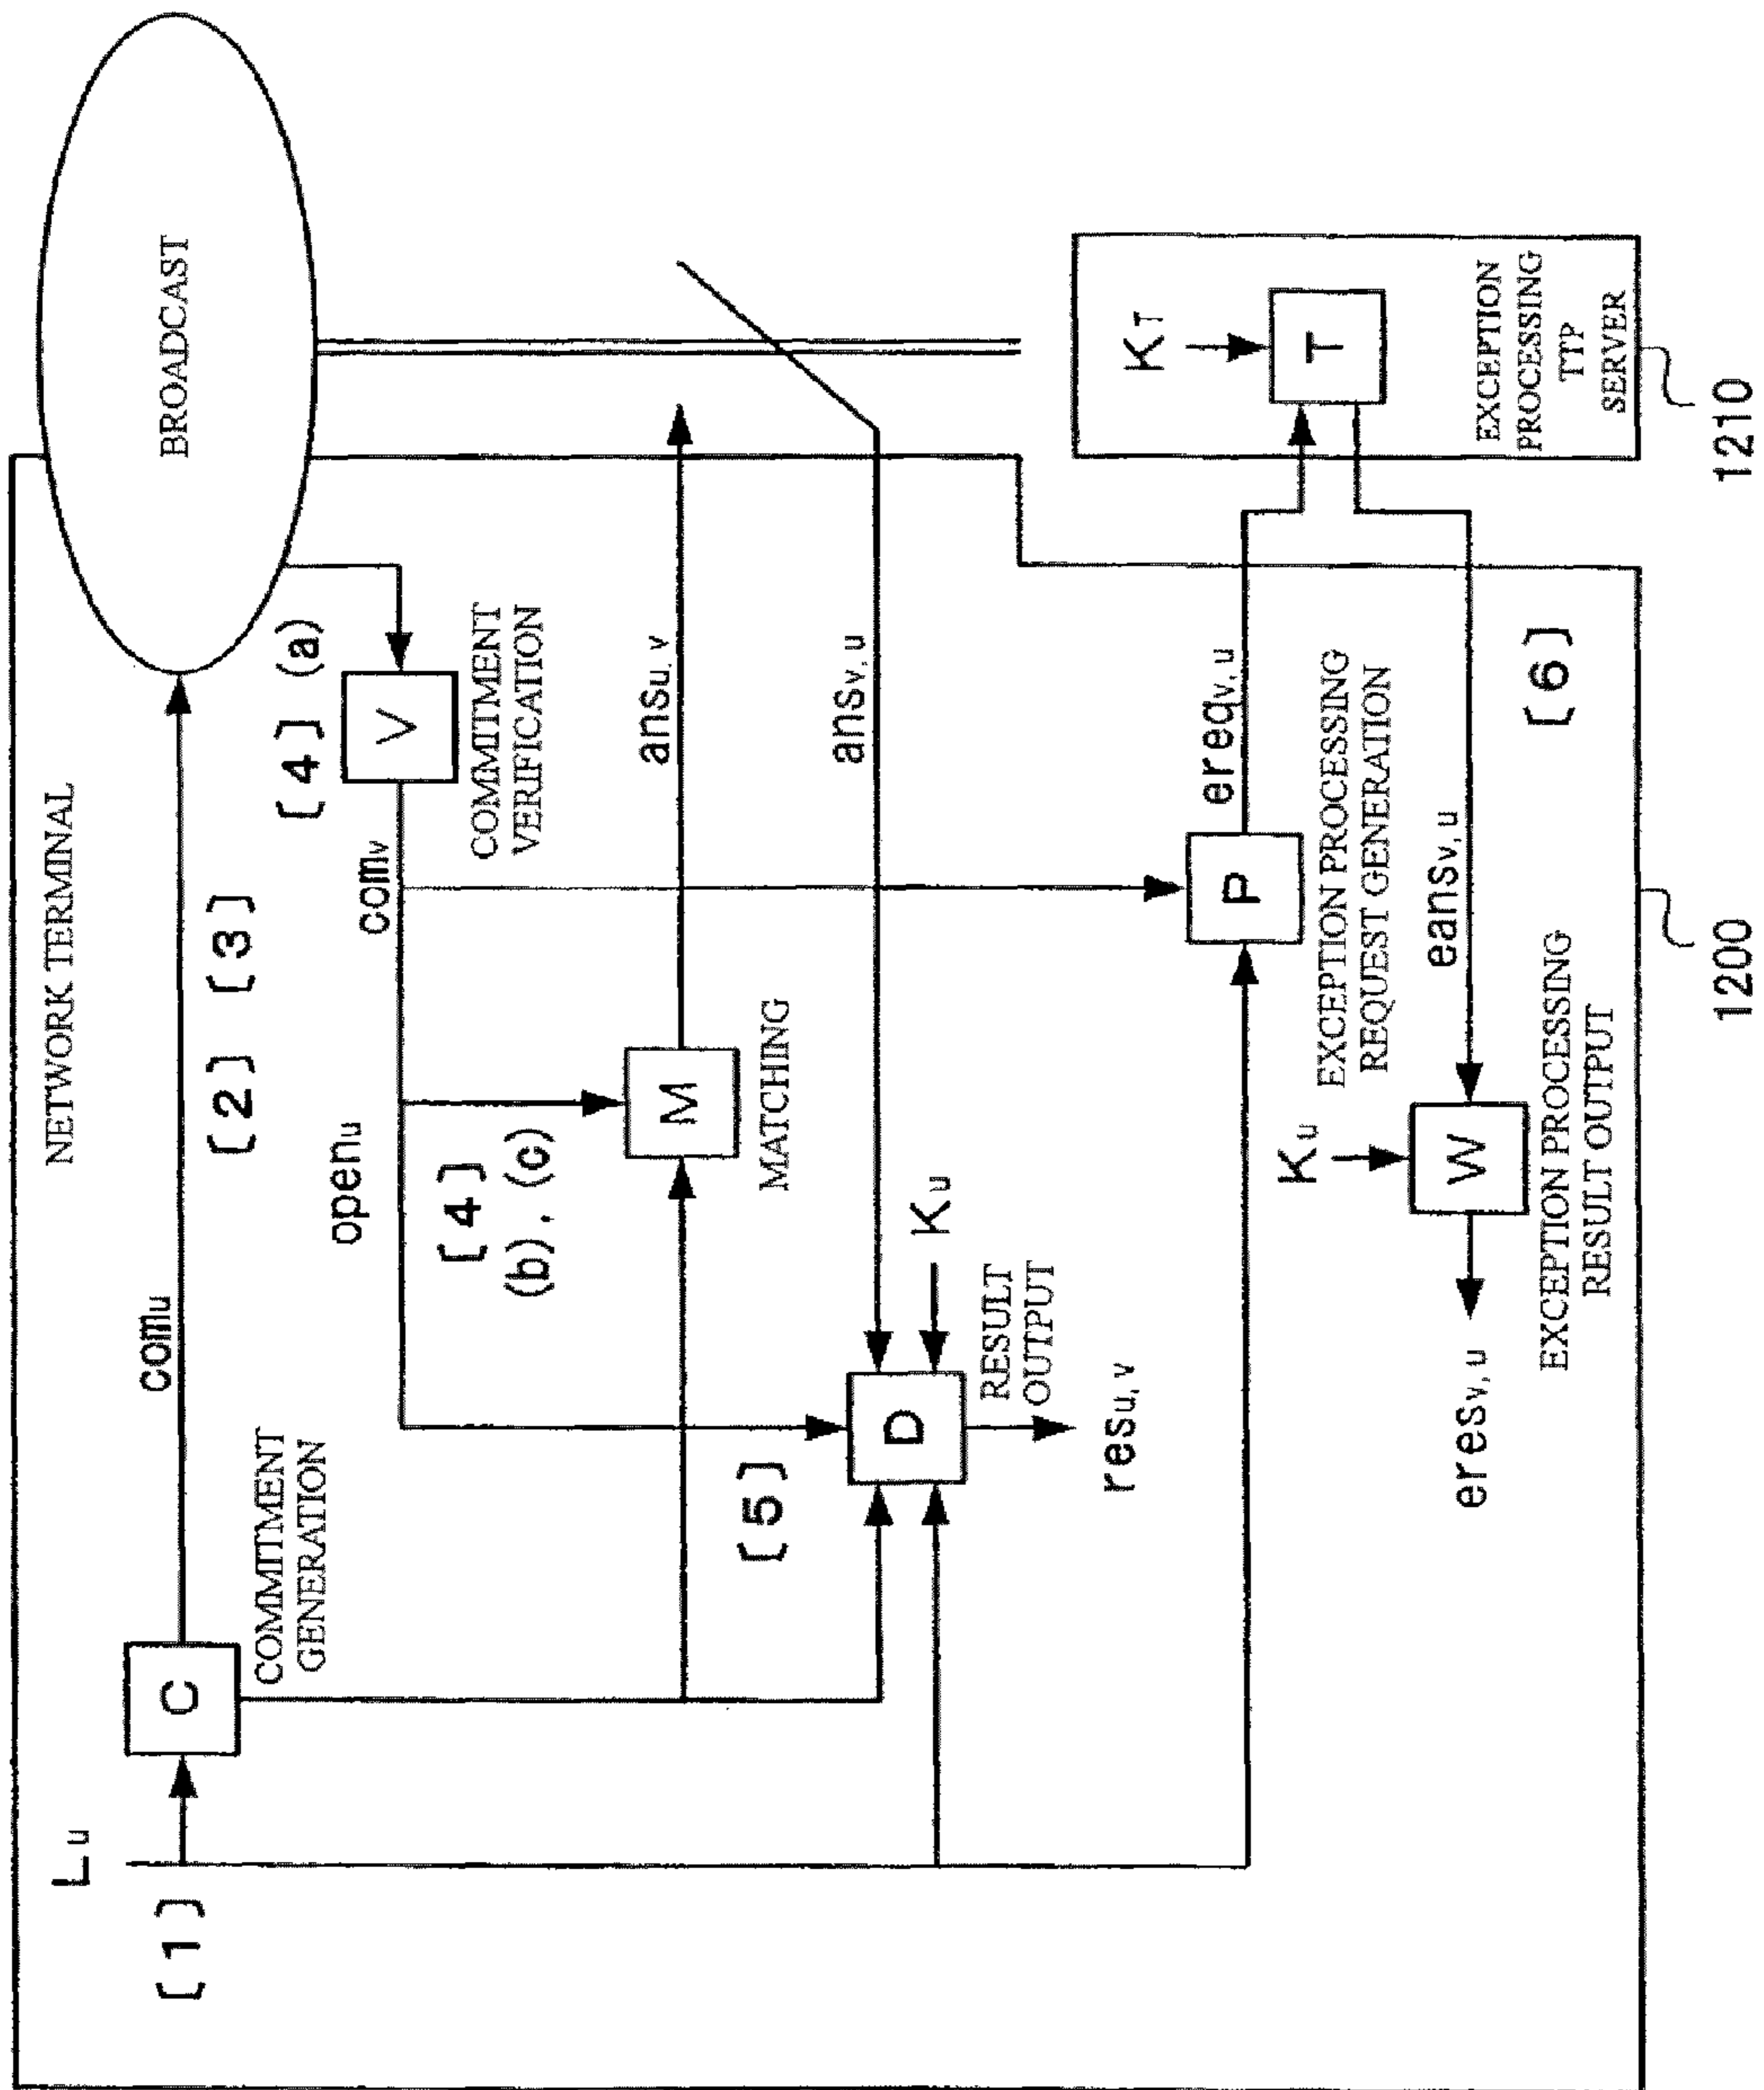 NETWORK TERMINAL
BROADCAST
Lu
[1]
C
COMMITMENT
GENERATION
comu
[2] [3]
[4] (a)
V
COMMITMENT
VERIFICATION
comv
openu
[4]
(b), (c)
M
MATCHING
ansu,v
ansv,u
[5]
D
Ku
RESULT
OUTPUT
resu,v
P
EXCEPTION PROCESSING
REQUEST GENERATION
ereqv,u
KT
T
EXCEPTION
PROCESSING
TTP
SERVER
1210
eansv,u
[6]
Ku
W
eresv,u
EXCEPTION PROCESSING
RESULT OUTPUT
1200